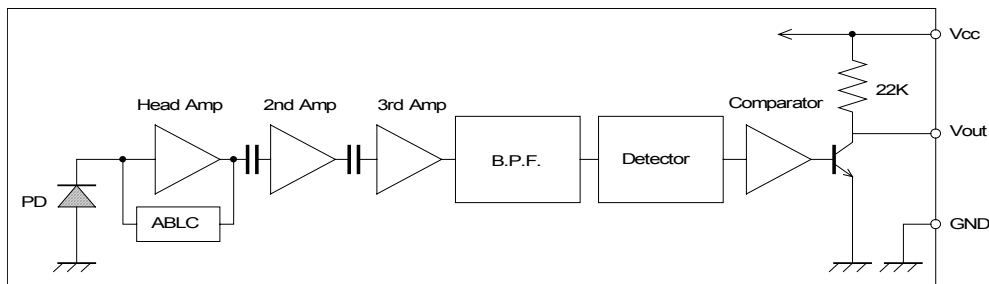 Vcc
22K
Head Amp
2nd Amp
3rd Amp
Comparator
Vout
B.P.F.
Detector
PD
ABLC
GND